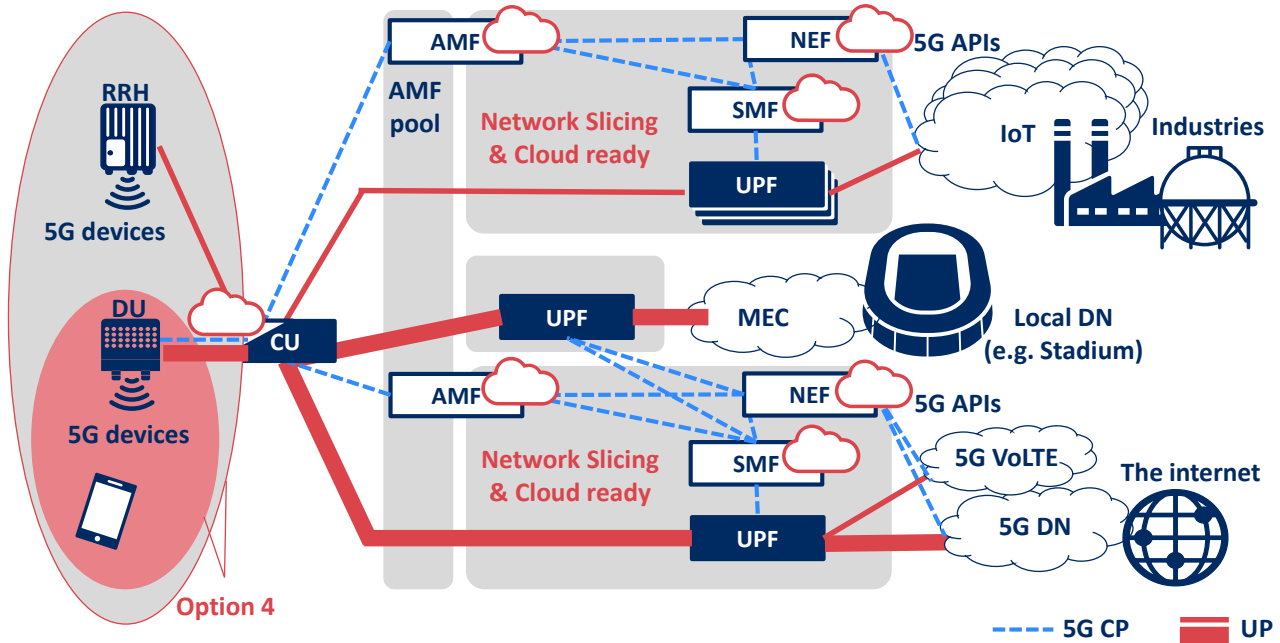 AMF
NEF
5G APIs
RRH
AMF
pool
SMF
Network Slicing
& Cloud ready
IoT
Industries
UPF
5G devices
DU
CU
UPF
MEC
Local DN
(e.g. Stadium)
AMF
NEF
5G APIs
5G devices
SMF
Network Slicing
& Cloud ready
5G VoLTE
The internet
UPF
5G DN
Option 4
5G CP
UP